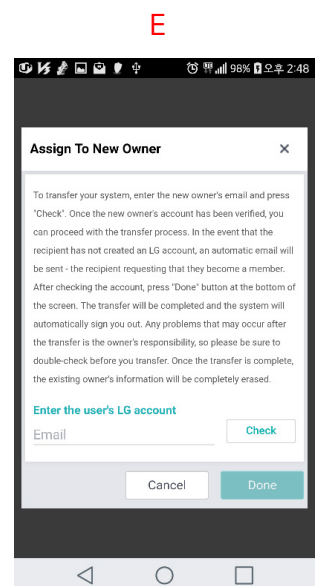 E
98% 오후 2:48
Assign To New Owner ×
To transfer your system, enter the new owner's email and press
"Check". Once the new owner's account has been verified, you
can proceed with the transfer process. In the event that the
recipient has not created an LG account, an automatic email will
be sent - the recipient requesting that they become a member.
After checking the account, press "Done" button at the bottom of
the screen. The transfer will be completed and the system will
automatically sign you out. Any problems that may occur after
the transfer is the owner's responsibility, so please be sure to
double-check before you transfer. Once the transfer is complete,
the existing owner's information will be completely erased.
Enter the user's LG account
Email
Check
Cancel
Done